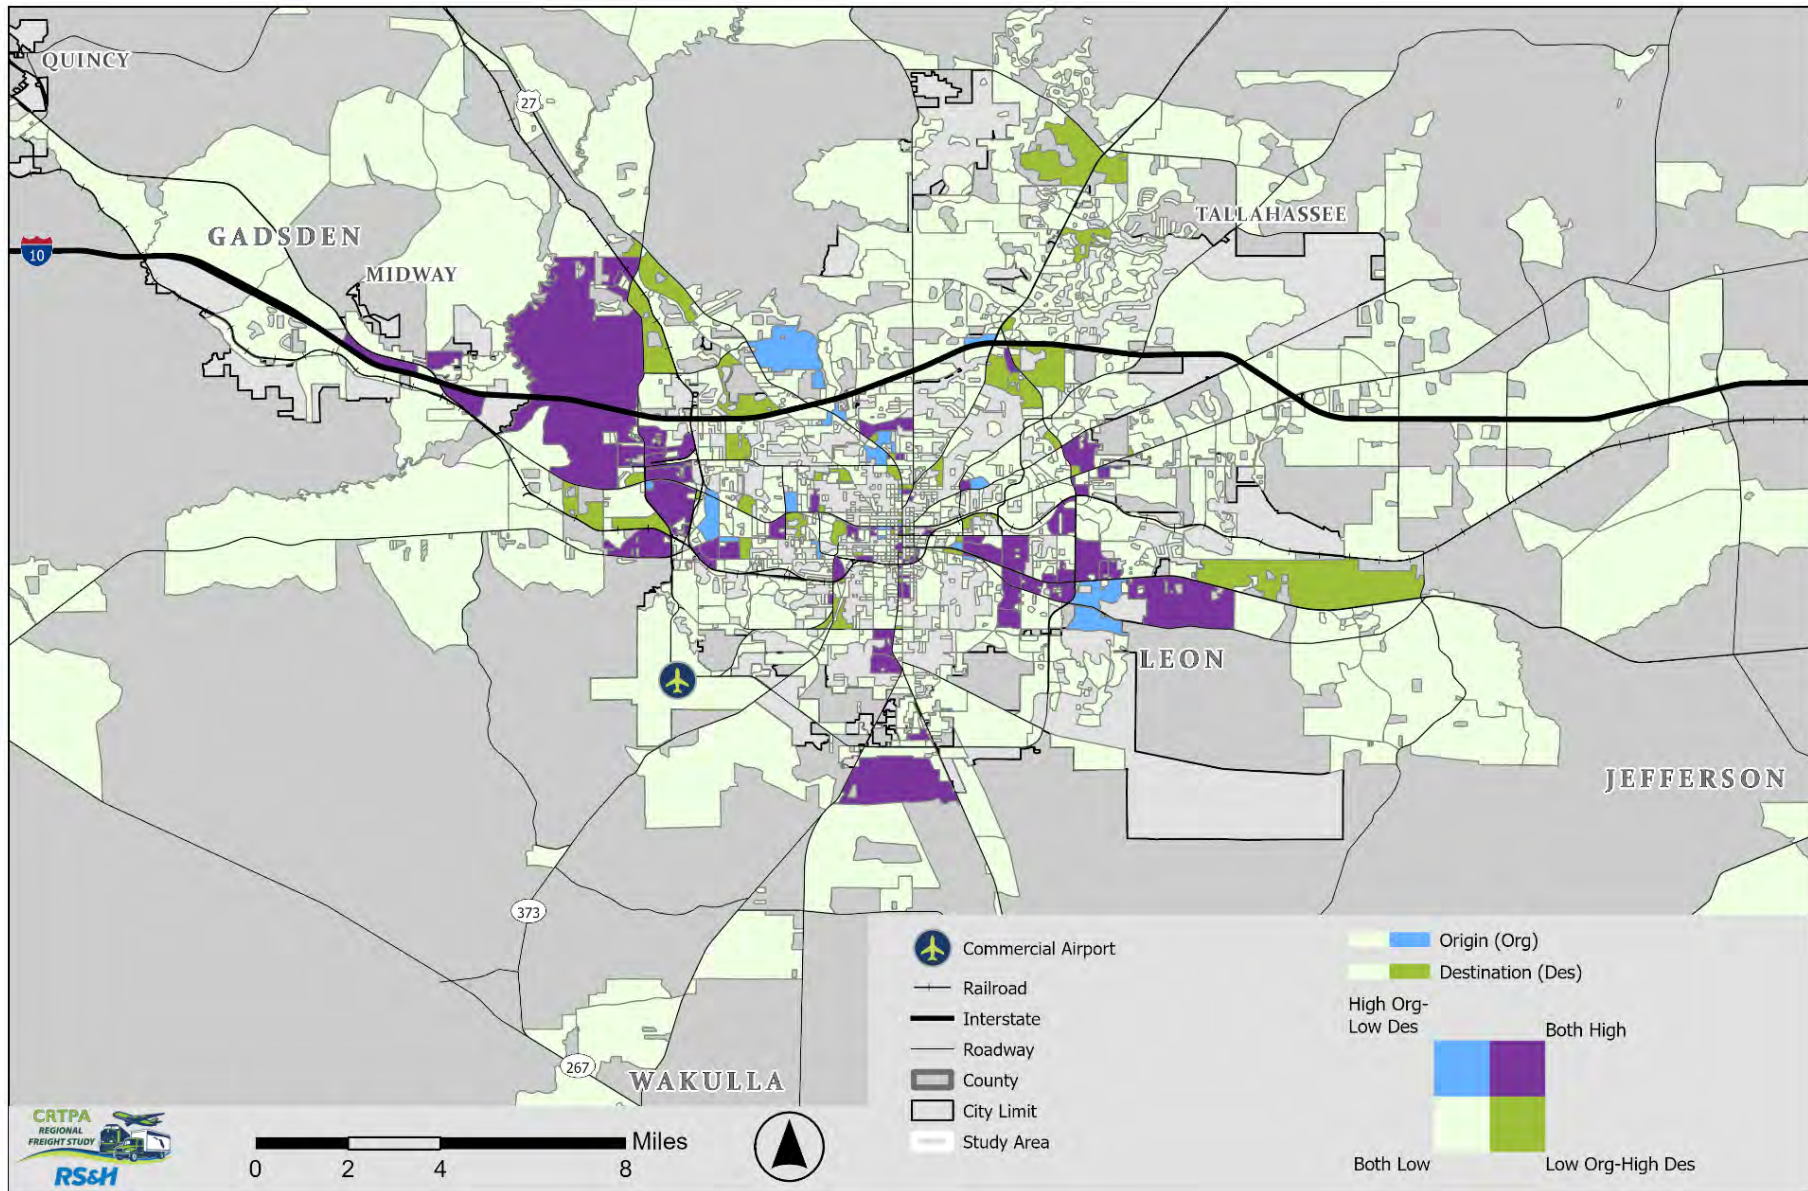 QUINCY
27
TALLAHASSEE
GADSDEN
10
MIDWAY
LEON
JEFFERSON
373
267
WAKULLA
Commercial Airport
Railroad
Interstate
Roadway
County
City Limit
Study Area
Origin (Org)
Destination (Des)
High Org-
Low Des
Both High
Both Low
Low Org-High Des
CRTPA
REGIONAL
FREIGHT STUDY
RS&H
Miles
0 2 4 8